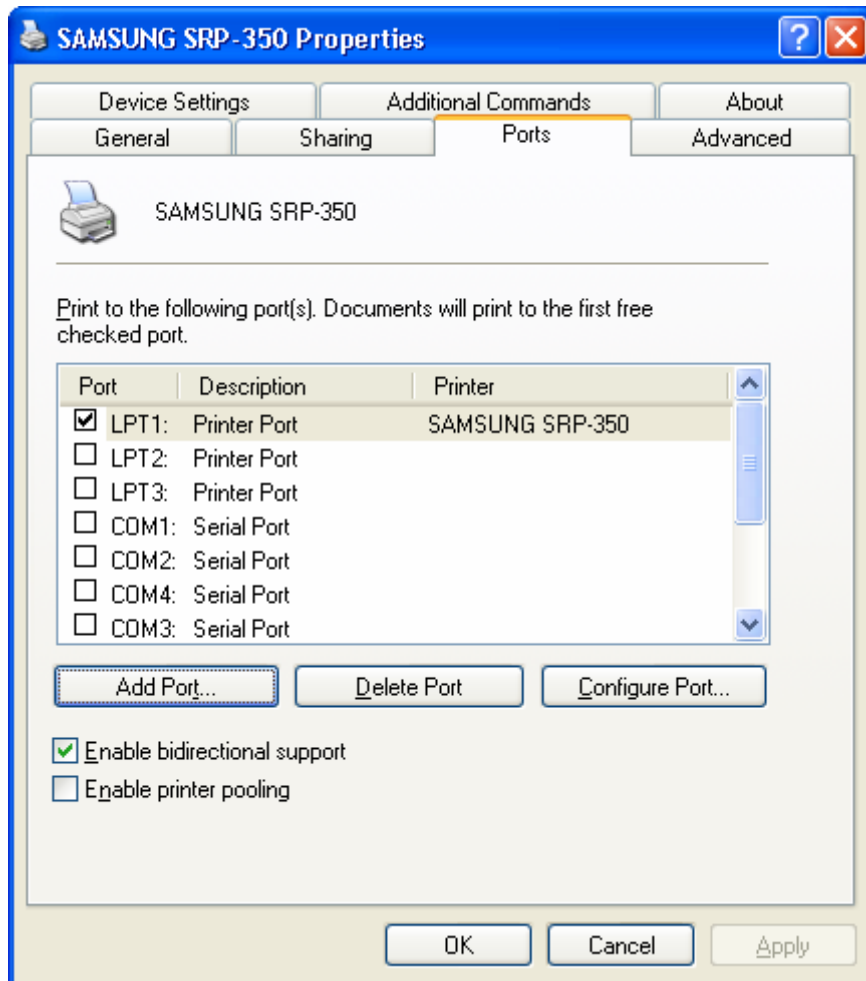 SAMSUNG SRP-350 Properties
Device Settings Additional Commands About
General Sharing Ports Advanced
SAMSUNG SRP-350
Print to the following port(s). Documents will print to the first free
checked port.
Port Description Printer
LPT1: Printer Port SAMSUNG SRP-350
LPT2: Printer Port
LPT3: Printer Port
COM1: Serial Port
COM2: Serial Port
COM4: Serial Port
COM3: Serial Port
Add Port... Delete Port Configure Port...
Enable bidirectional support
Enable printer pooling
OK Cancel Apply